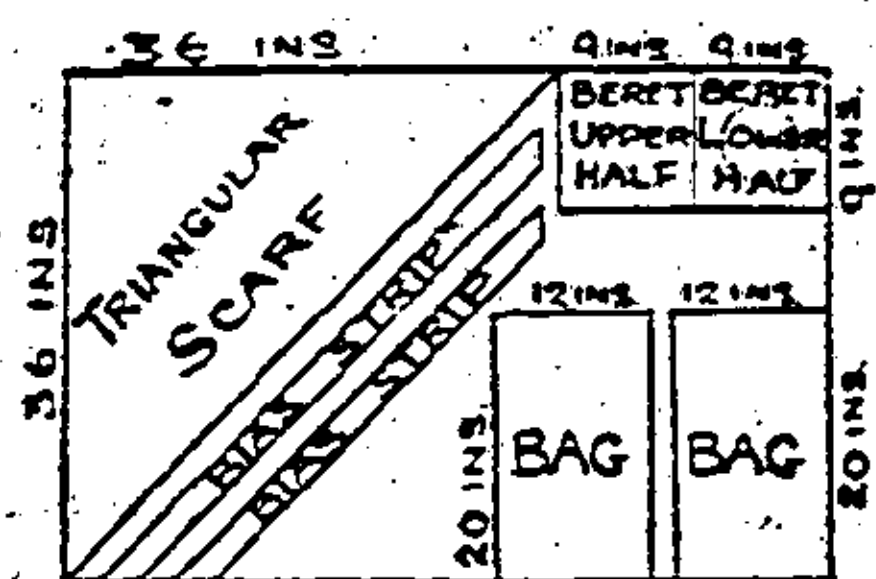 36 INS
9 INS 9 INS
BERET BERET
UPPER LOWER
HALF HALF
9 INS.
36 INS
TRIANGULAR
SCARF
BIAS STRIP
BIAS STRIP
12 INS 12 INS
20 INS.
BAG BAG
20 INS.